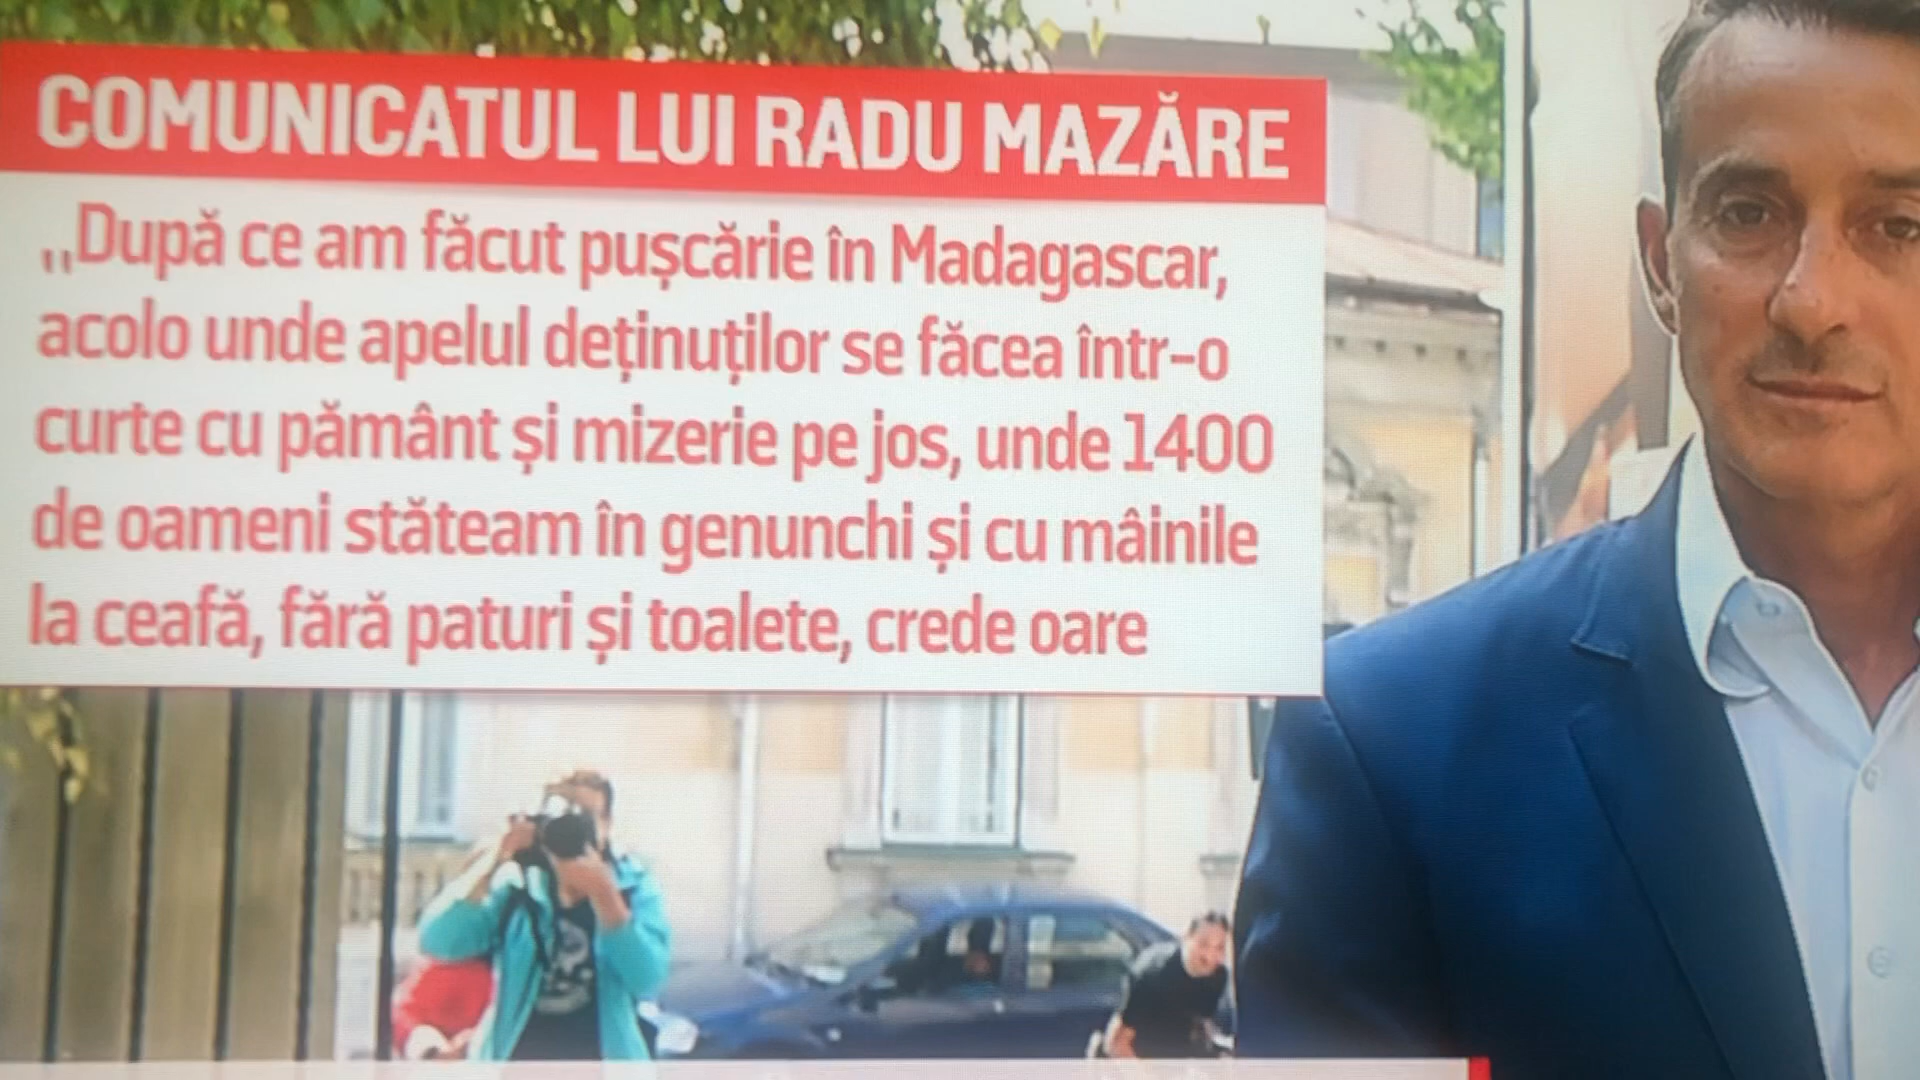 COMUNICATUL LUI RADU MAZĂRE
,,După ce am făcut pușcărie în Madagascar,
acolo unde apelul deținuților se făcea într-o
curte cu pământ și mizerie pe jos, unde 1400
de oameni stăteam în genunchi și cu mâinile
la ceafă, fără paturi și toalete, crede oare